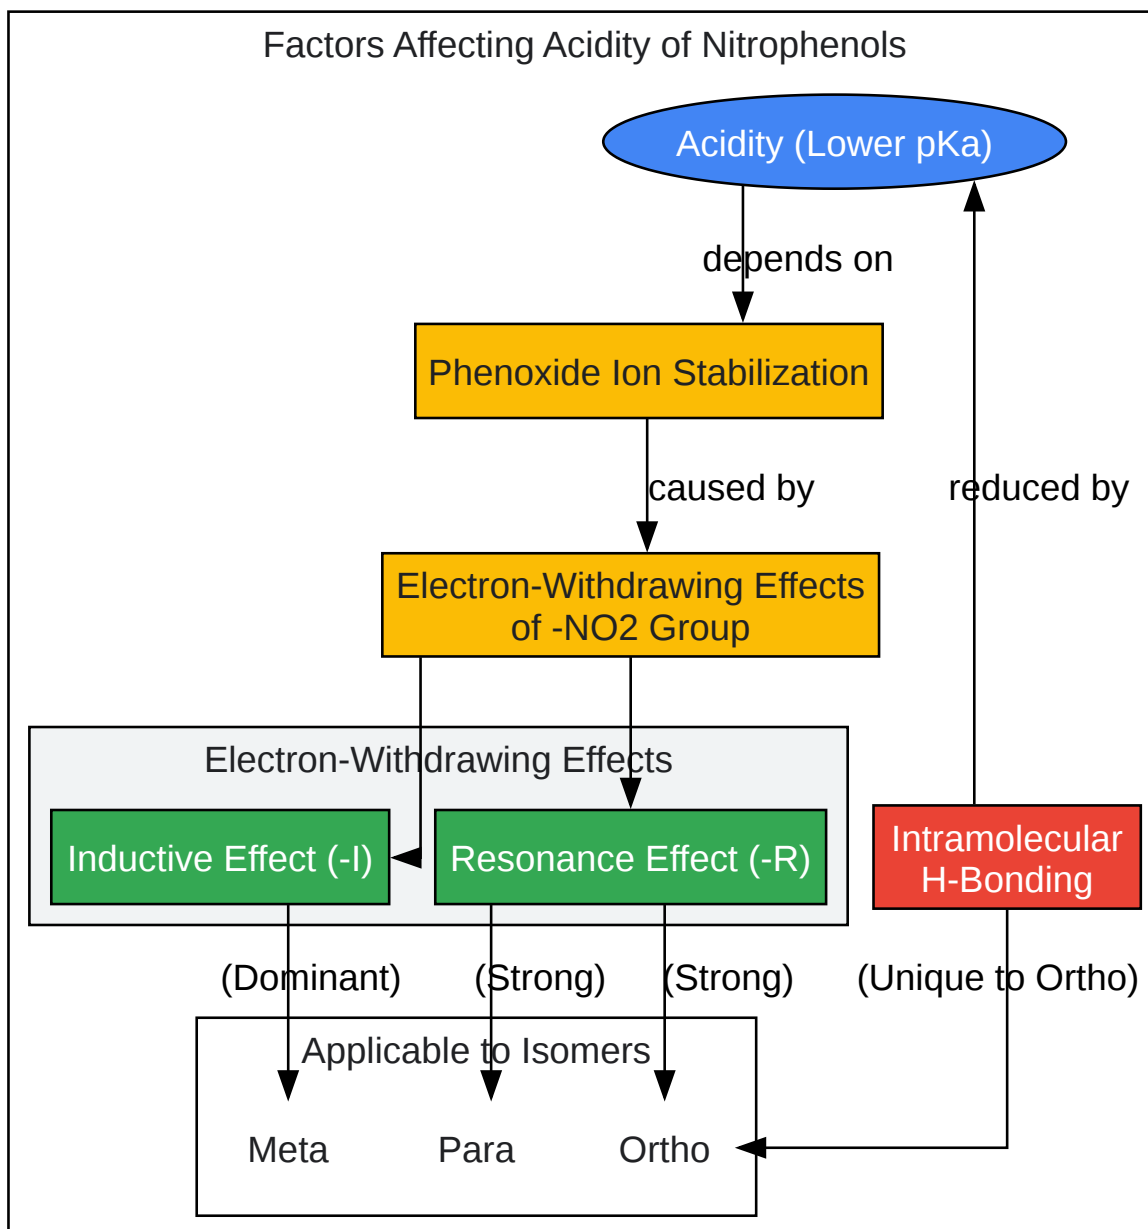 Factors Affecting Acidity of Nitrophenols
Acidity (Lower pKa)
depends on
Phenoxide Ion Stabilization
caused by
reduced by
Electron-Withdrawing Effects
of -NO2 Group
Electron-Withdrawing Effects
Inductive Effect (-I)
Resonance Effect (-R)
Intramolecular
H-Bonding
(Dominant)
(Strong)
(Strong)
(Unique to Ortho)
Applicable to Isomers
Meta
Para
Ortho